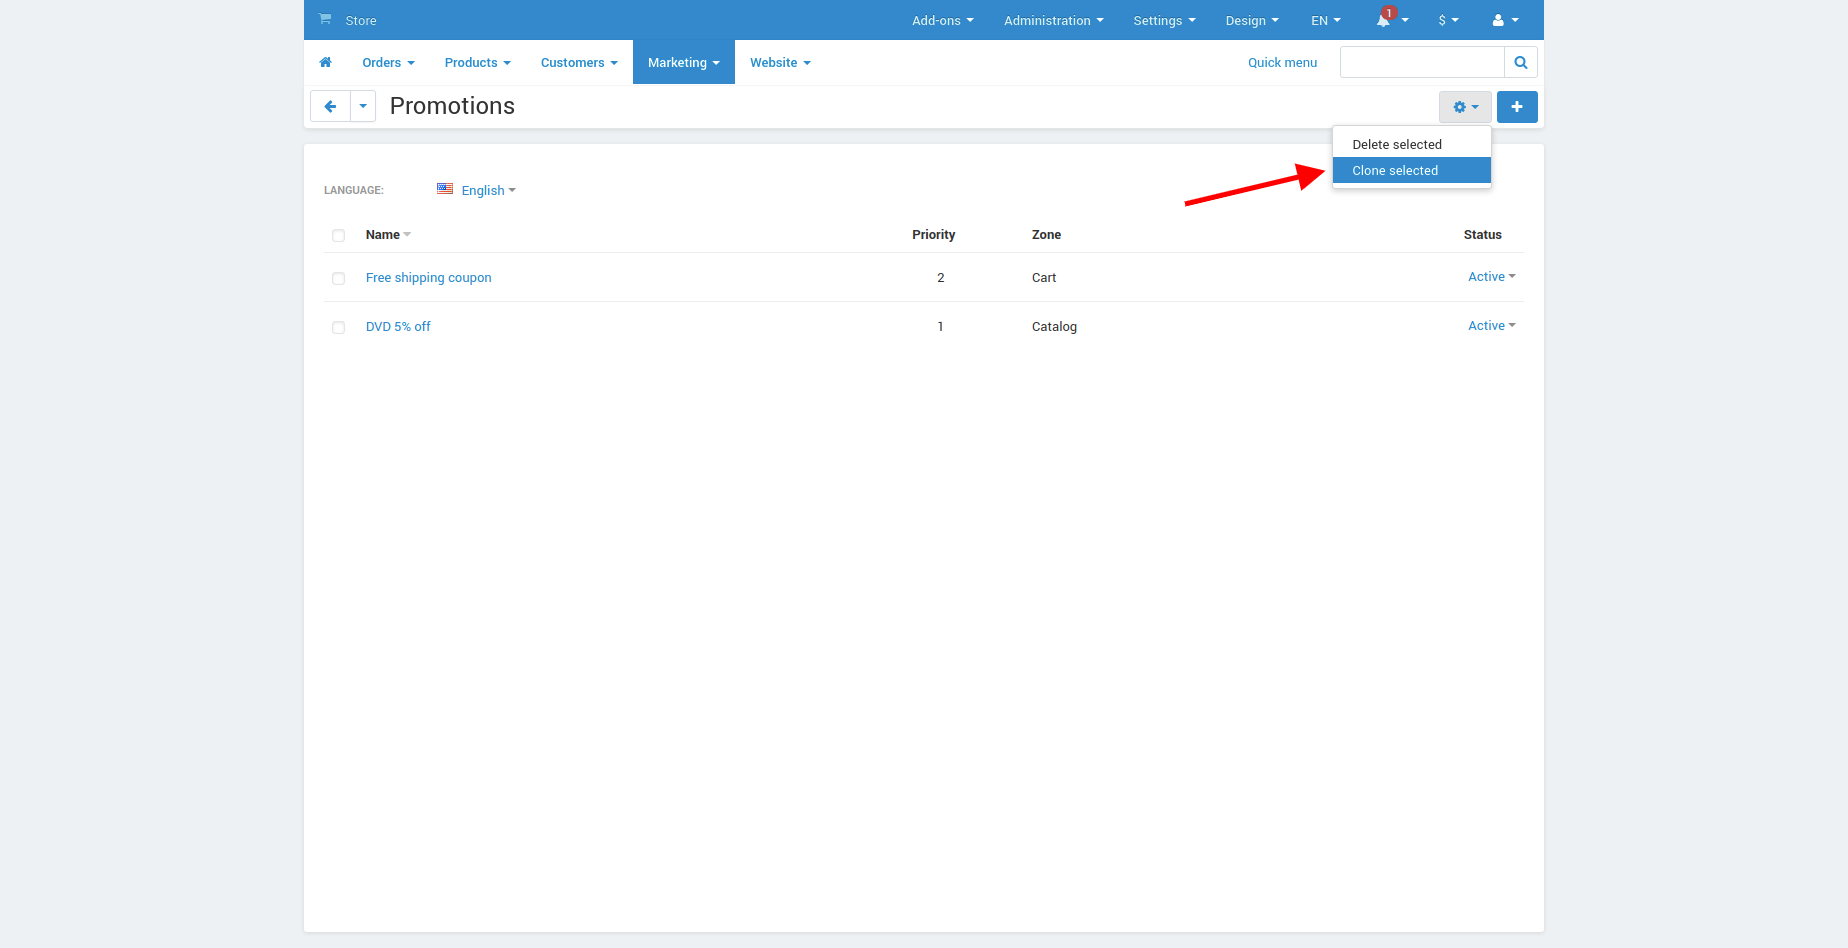 Store Add-ons Administration Settings Design EN 1 $
Orders Products Customers Marketing Website Quick menu
Promotions
Delete selected
Clone selected
LANGUAGE: English
Name Priority Zone Status
Free shipping coupon 2 Cart Active
DVD 5% off 1 Catalog Active